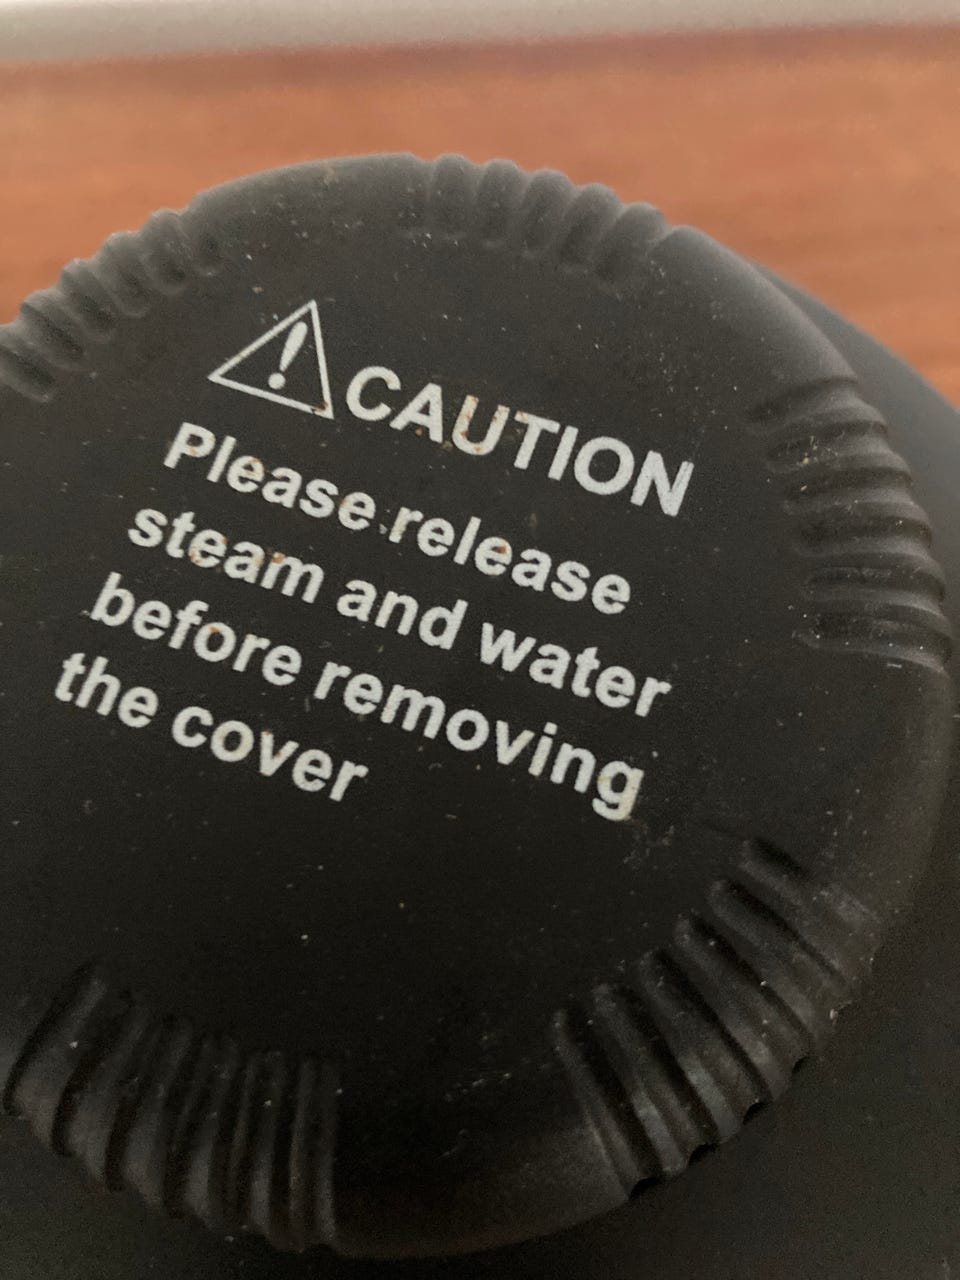 CAUTION
Please release
steam and water
before removing
the cover